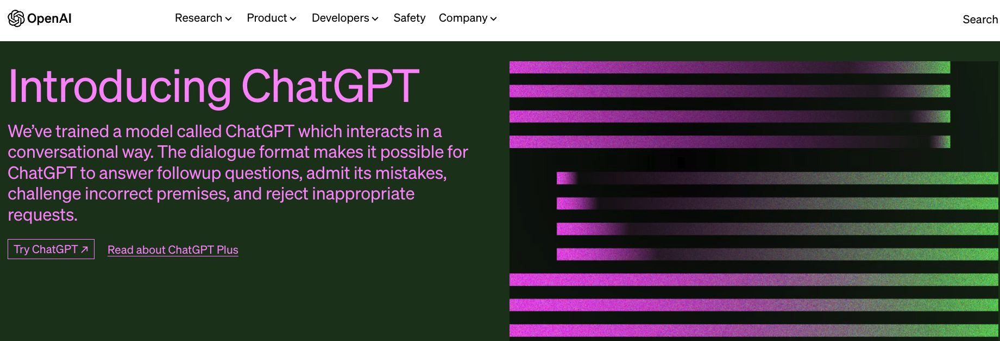 OpenAI
Research
Product
Developers
Safety
Company
Search
Introducing ChatGPT
We’ve trained a model called ChatGPT which interacts in a
conversational way. The dialogue format makes it possible for
ChatGPT to answer followup questions, admit its mistakes,
challenge incorrect premises, and reject inappropriate
requests.
Try ChatGPT ↗
Read about ChatGPT Plus